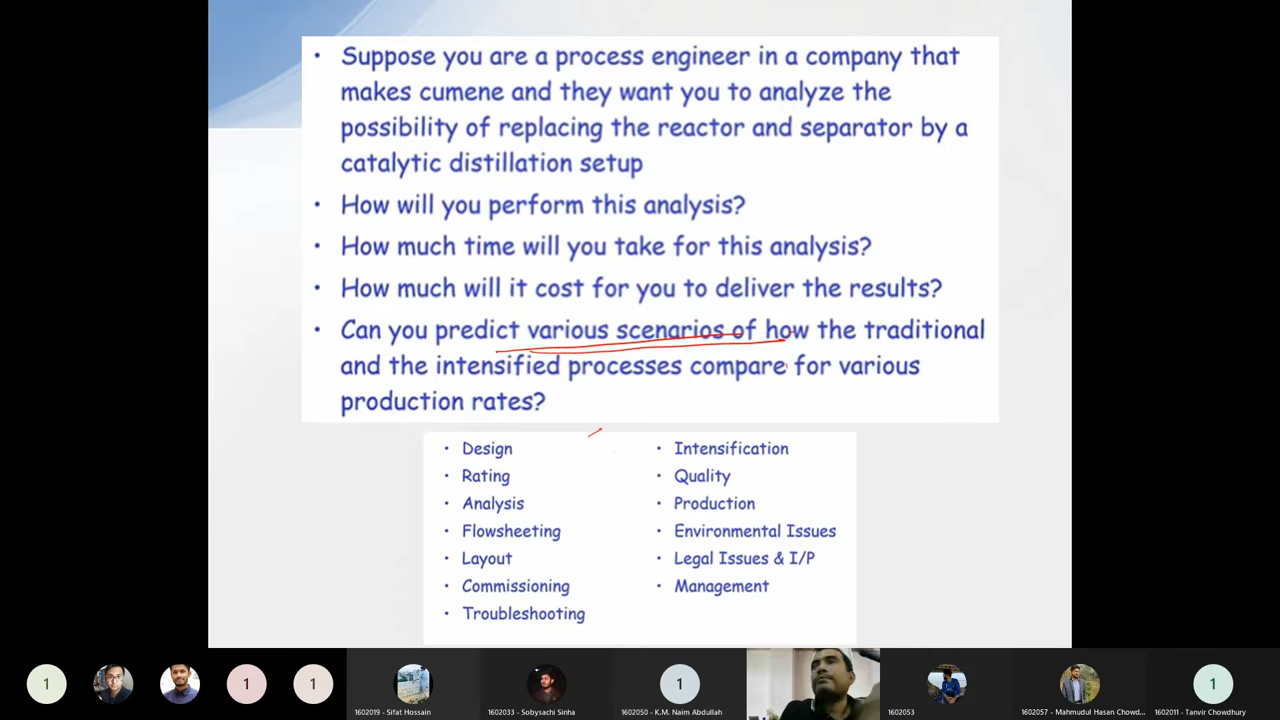 • Suppose you are a process engineer in a company that
makes cumene and they want you to analyze the
possibility of replacing the reactor and separator by a
catalytic distillation setup
• How will you perform this analysis?
• How much time will you take for this analysis?
• How much will it cost for you to deliver the results?
• Can you predict various scenarios of how the traditional
and the intensified processes compare for various
production rates?
• Design
• Rating
• Analysis
• Flowsheeting
• Layout
• Commissioning
• Troubleshooting
• Intensification
• Quality
• Production
• Environmental Issues
• Legal Issues & I/P
• Management
1
1
1
1
1
1602019 - Sifat Hossain
1602033 - Sobysachi Sinha
1602050 - K.M. Naim Abdullah
1602053
1602057 - Mahmudul Hasan Chowd...
1602011 - Tanvir Chowdhury